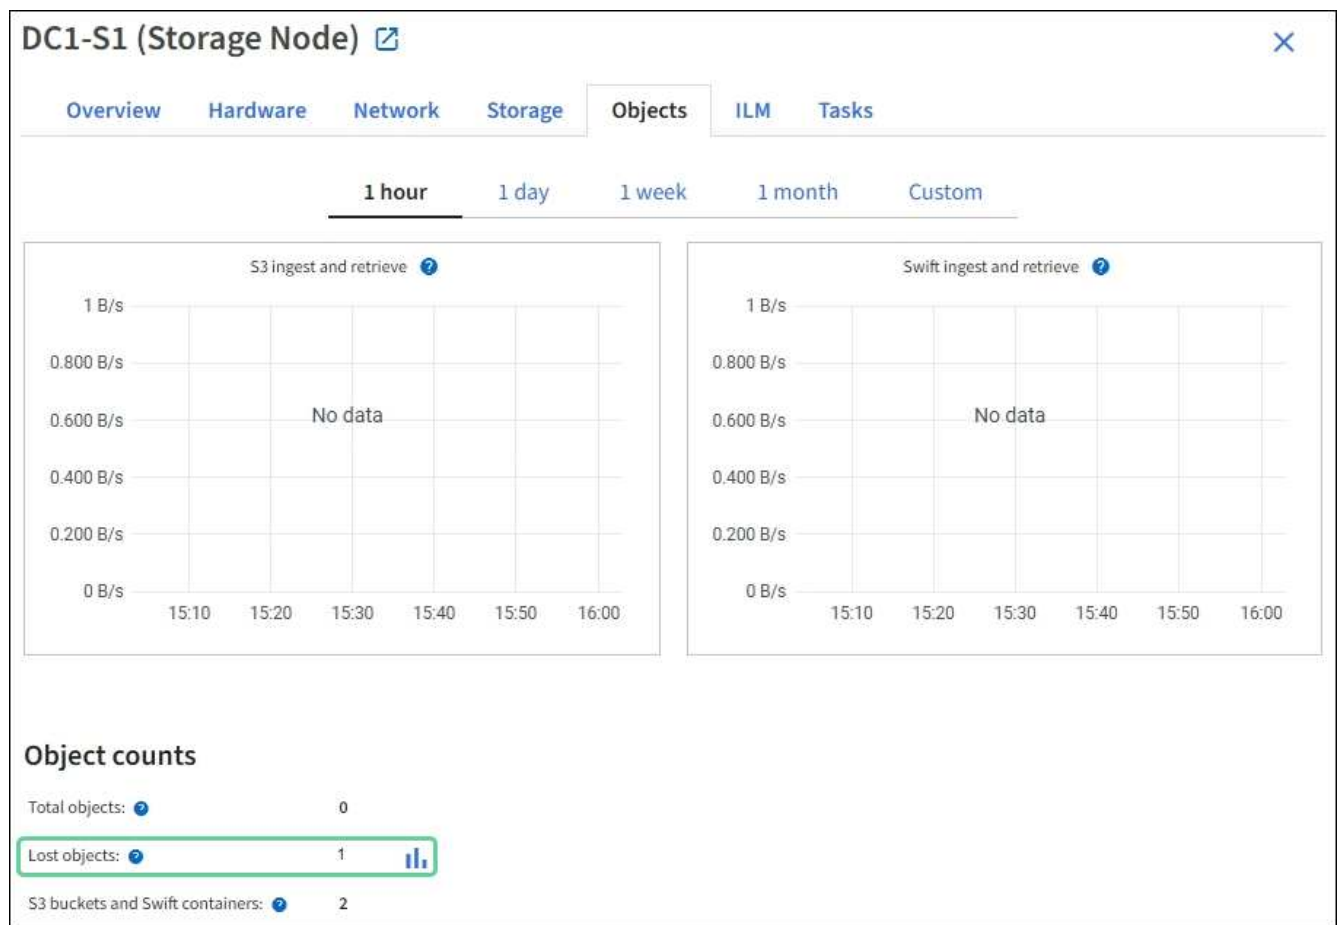 DC1-S1 (Storage Node)
Overview Hardware Network Storage Objects ILM Tasks
1 hour 1 day 1 week 1 month Custom
S3 ingest and retrieve
1 B/s
0.800 B/s
0.600 B/s
0.400 B/s
0.200 B/s
0 B/s
No data
15:10 15:20 15:30 15:40 15:50 16:00
Swift ingest and retrieve
1 B/s
0.800 B/s
0.600 B/s
0.400 B/s
0.200 B/s
0 B/s
No data
15:10 15:20 15:30 15:40 15:50 16:00
Object counts
Total objects: 0
Lost objects: 1
S3 buckets and Swift containers: 2